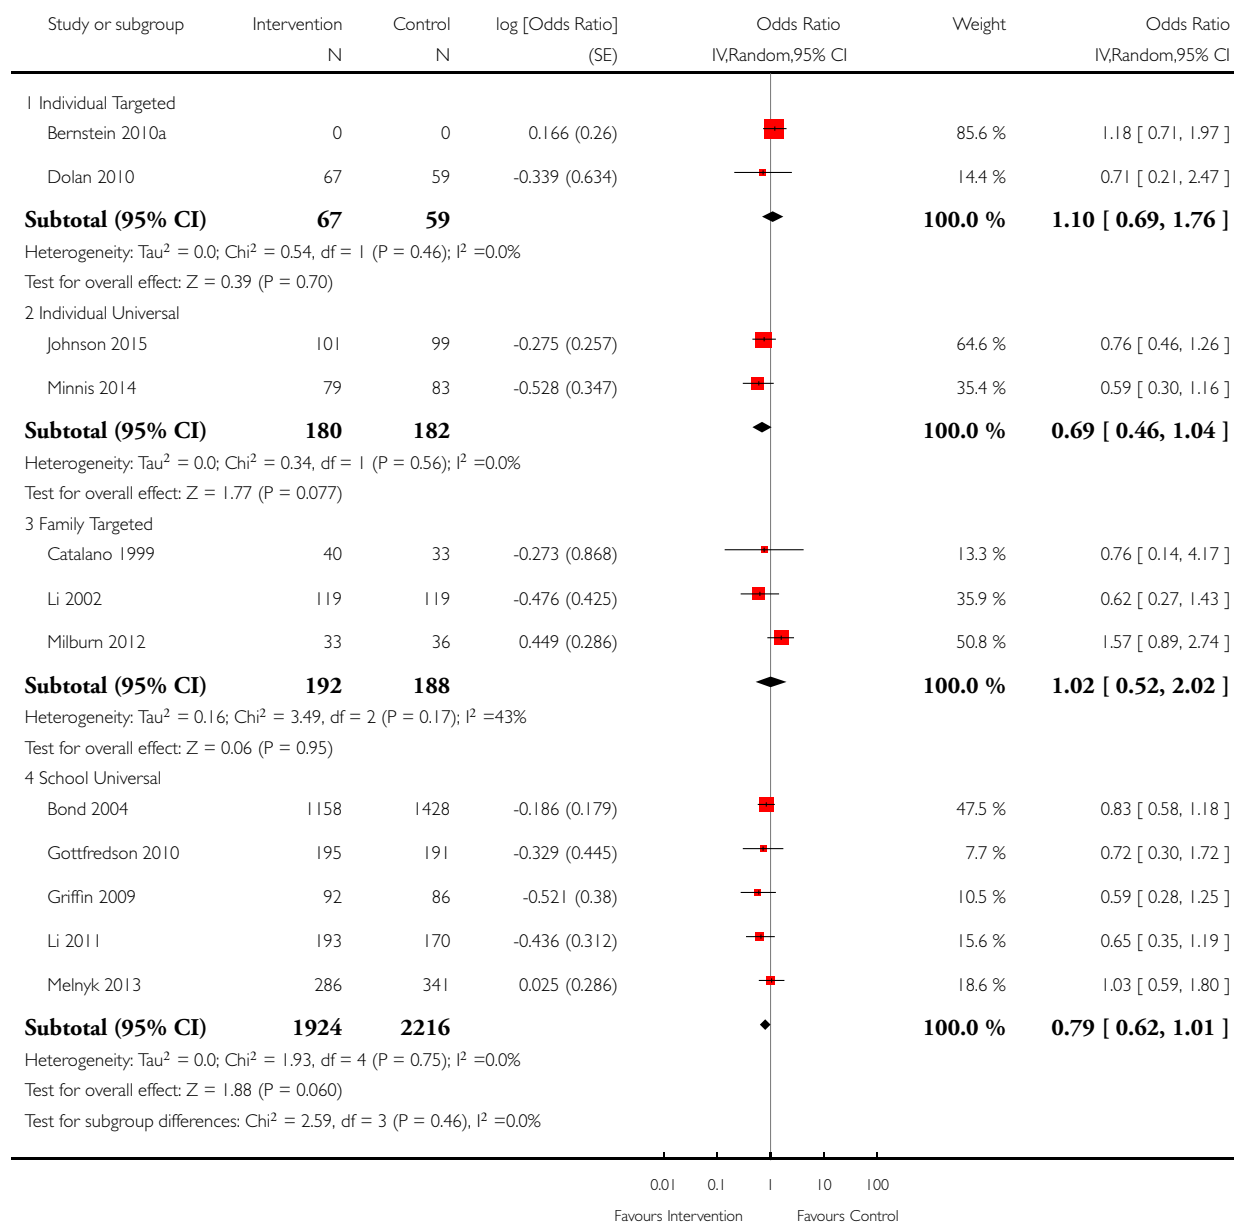 Study or subgroup Intervention Control log [Odds Ratio] Odds Ratio Weight Odds Ratio
N N (SE) IV,Random,95% CI IV,Random,95% CI
1 Individual Targeted
Bernstein 2010a 0 0 0.166 (0.26) 85.6 % 1.18 [ 0.71, 1.97 ]
Dolan 2010 67 59 -0.339 (0.634) 14.4 % 0.71 [ 0.21, 2.47 ]
Subtotal (95% CI) 67 59 100.0 % 1.10 [ 0.69, 1.76 ]
Heterogeneity: Tau² = 0.0; Chi² = 0.54, df = 1 (P = 0.46); I² =0.0%
Test for overall effect: Z = 0.39 (P = 0.70)
2 Individual Universal
Johnson 2015 101 99 -0.275 (0.257) 64.6 % 0.76 [ 0.46, 1.26 ]
Minnis 2014 79 83 -0.528 (0.347) 35.4 % 0.59 [ 0.30, 1.16 ]
Subtotal (95% CI) 180 182 100.0 % 0.69 [ 0.46, 1.04 ]
Heterogeneity: Tau² = 0.0; Chi² = 0.34, df = 1 (P = 0.56); I² =0.0%
Test for overall effect: Z = 1.77 (P = 0.077)
3 Family Targeted
Catalano 1999 40 33 -0.273 (0.868) 13.3 % 0.76 [ 0.14, 4.17 ]
Li 2002 119 119 -0.476 (0.425) 35.9 % 0.62 [ 0.27, 1.43 ]
Milburn 2012 33 36 0.449 (0.286) 50.8 % 1.57 [ 0.89, 2.74 ]
Subtotal (95% CI) 192 188 100.0 % 1.02 [ 0.52, 2.02 ]
Heterogeneity: Tau² = 0.16; Chi² = 3.49, df = 2 (P = 0.17); I² =43%
Test for overall effect: Z = 0.06 (P = 0.95)
4 School Universal
Bond 2004 1158 1428 -0.186 (0.179) 47.5 % 0.83 [ 0.58, 1.18 ]
Gottfredson 2010 195 191 -0.329 (0.445) 7.7 % 0.72 [ 0.30, 1.72 ]
Griffin 2009 92 86 -0.521 (0.38) 10.5 % 0.59 [ 0.28, 1.25 ]
Li 2011 193 170 -0.436 (0.312) 15.6 % 0.65 [ 0.35, 1.19 ]
Melnyk 2013 286 341 0.025 (0.286) 18.6 % 1.03 [ 0.59, 1.80 ]
Subtotal (95% CI) 1924 2216 100.0 % 0.79 [ 0.62, 1.01 ]
Heterogeneity: Tau² = 0.0; Chi² = 1.93, df = 4 (P = 0.75); I² =0.0%
Test for overall effect: Z = 1.88 (P = 0.060)
Test for subgroup differences: Chi² = 2.59, df = 3 (P = 0.46), I² =0.0%
0.01 0.1 1 10 100
Favours Intervention Favours Control